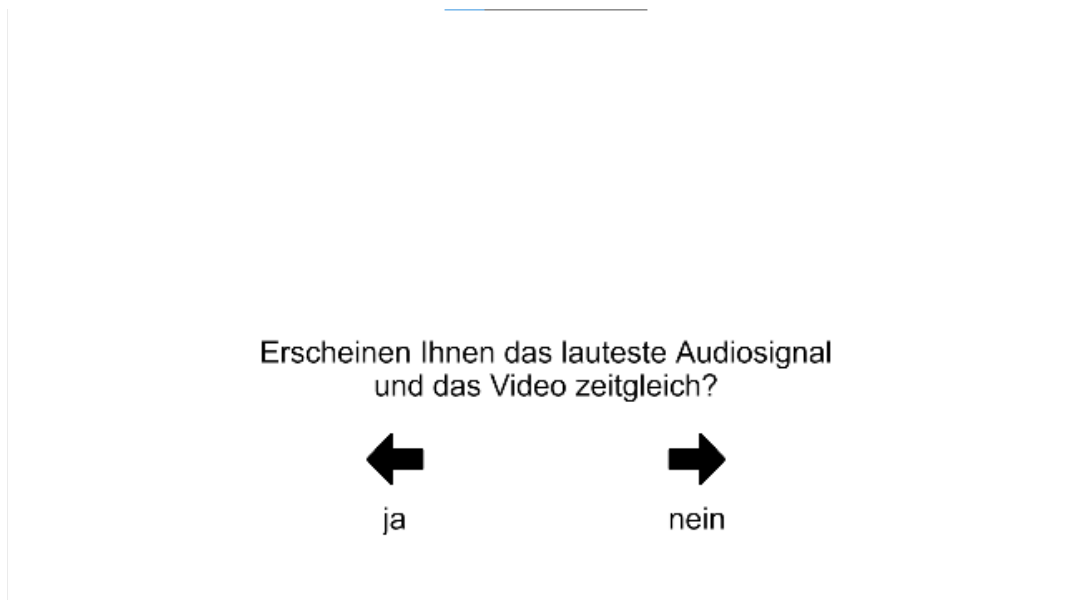 Erscheinen Ihnen das lauteste Audiosignal
und das Video zeitgleich?
ja
nein